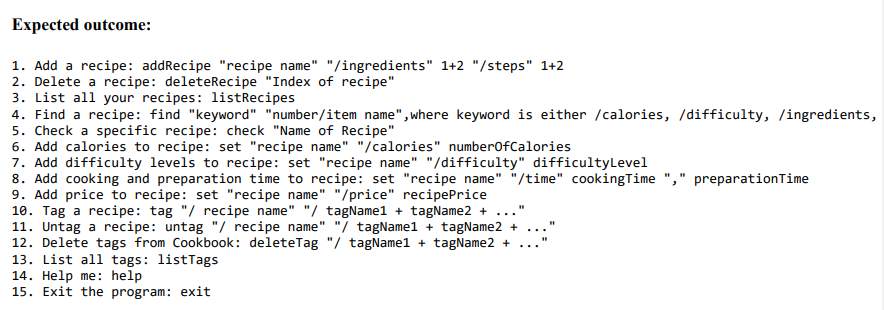 Expected outcome:
1. Add a recipe: addRecipe "recipe name" "/ingredients" 1+2 "/steps" 1+2
2. Delete a recipe: deleteRecipe "Index of recipe"
3. List all your recipes: listRecipes
4. Find a recipe: find "keyword" "number/item name",where keyword is either /calories, /difficulty, /ingredients,
5. Check a specific recipe: check "Name of Recipe"
6. Add calories to recipe: set "recipe name" "/calories" numberOfCalories
7. Add difficulty levels to recipe: set "recipe name" "/difficulty" difficultyLevel
8. Add cooking and preparation time to recipe: set "recipe name" "/time" cookingTime "," preparationTime
9. Add price to recipe: set "recipe name" "/price" recipePrice
10. Tag a recipe: tag "/ recipe name" "/ tagName1 + tagName2 + ..."
11. Untag a recipe: untag "/ recipe name" "/ tagName1 + tagName2 + ..."
12. Delete tags from Cookbook: deleteTag "/ tagName1 + tagName2 + ..."
13. List all tags: listTags
14. Help me: help
15. Exit the program: exit